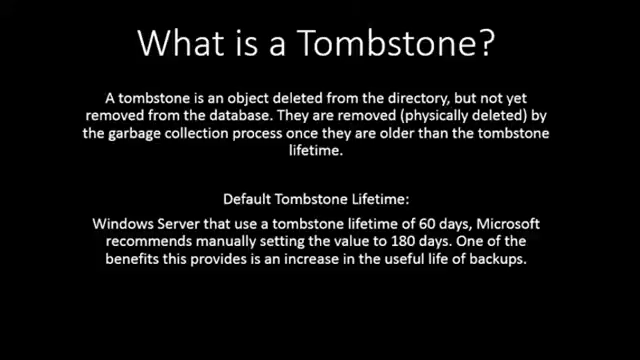 What is a Tombstone?
A tombstone is an object deleted from the directory, but not yet
removed from the database. They are removed (physically deleted) by
the garbage collection process once they are older than the tombstone
lifetime.
Default Tombstone Lifetime:
Windows Server that use a tombstone lifetime of 60 days, Microsoft
recommends manually setting the value to 180 days. One of the
benefits this provides is an increase in the useful life of backups.